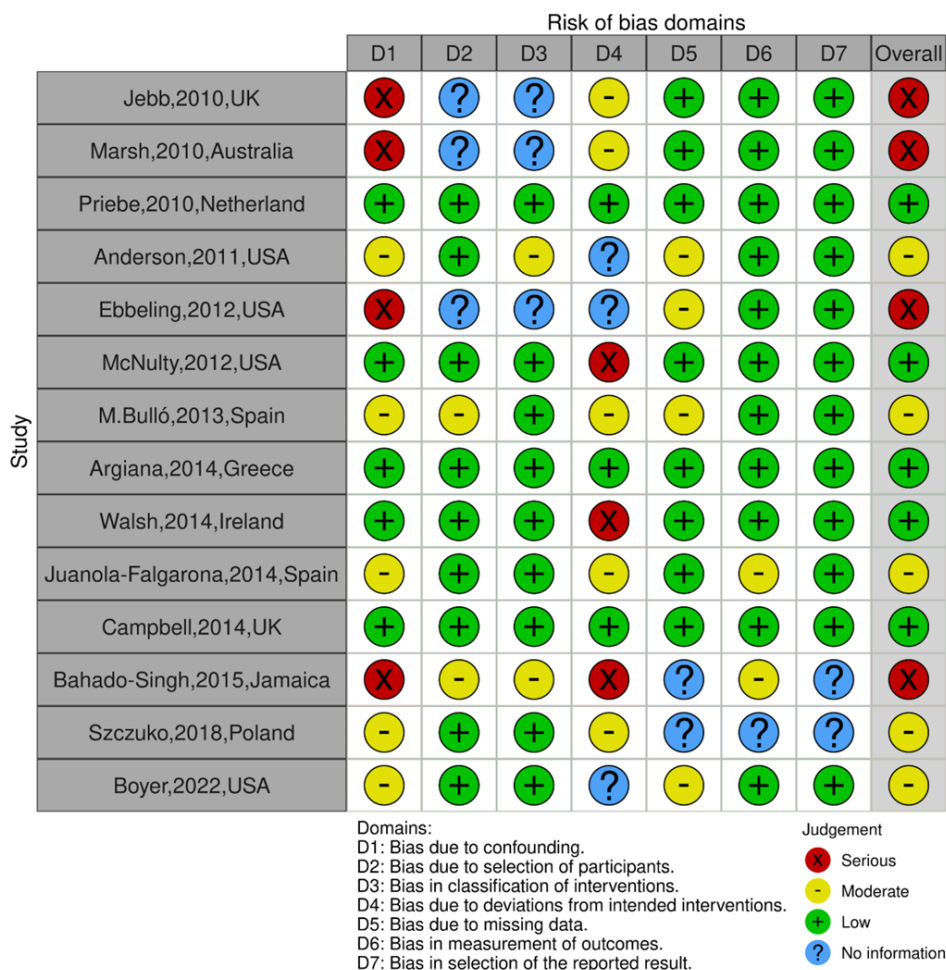 Risk of bias domains
D1 D2 D3 D4 D5 D6 D7 Overall
Study
Jebb,2010,UK X ? ? - + + + X
Marsh,2010,Australia X ? ? - + + + X
Priebe,2010,Netherland + + + + + + + +
Anderson,2011,USA - + - ? - + + -
Ebbeling,2012,USA X ? ? ? - + + X
McNulty,2012,USA + + + X + + + +
M.Bulló,2013,Spain - - + - - + + -
Argiana,2014,Greece + + + + + + + +
Walsh,2014,Ireland + + + X + + + +
Juanola-Falgarona,2014,Spain - + + - + - + -
Campbell,2014,UK + + + + + + + +
Bahado-Singh,2015,Jamaica X - - X ? - ? X
Szczuko,2018,Poland - + + - ? ? ? -
Boyer,2022,USA - + + ? - + + -
Domains:
D1: Bias due to confounding.
D2: Bias due to selection of participants.
D3: Bias in classification of interventions.
D4: Bias due to deviations from intended interventions.
D5: Bias due to missing data.
D6: Bias in measurement of outcomes.
D7: Bias in selection of the reported result.
Judgement
X Serious
- Moderate
+ Low
? No information